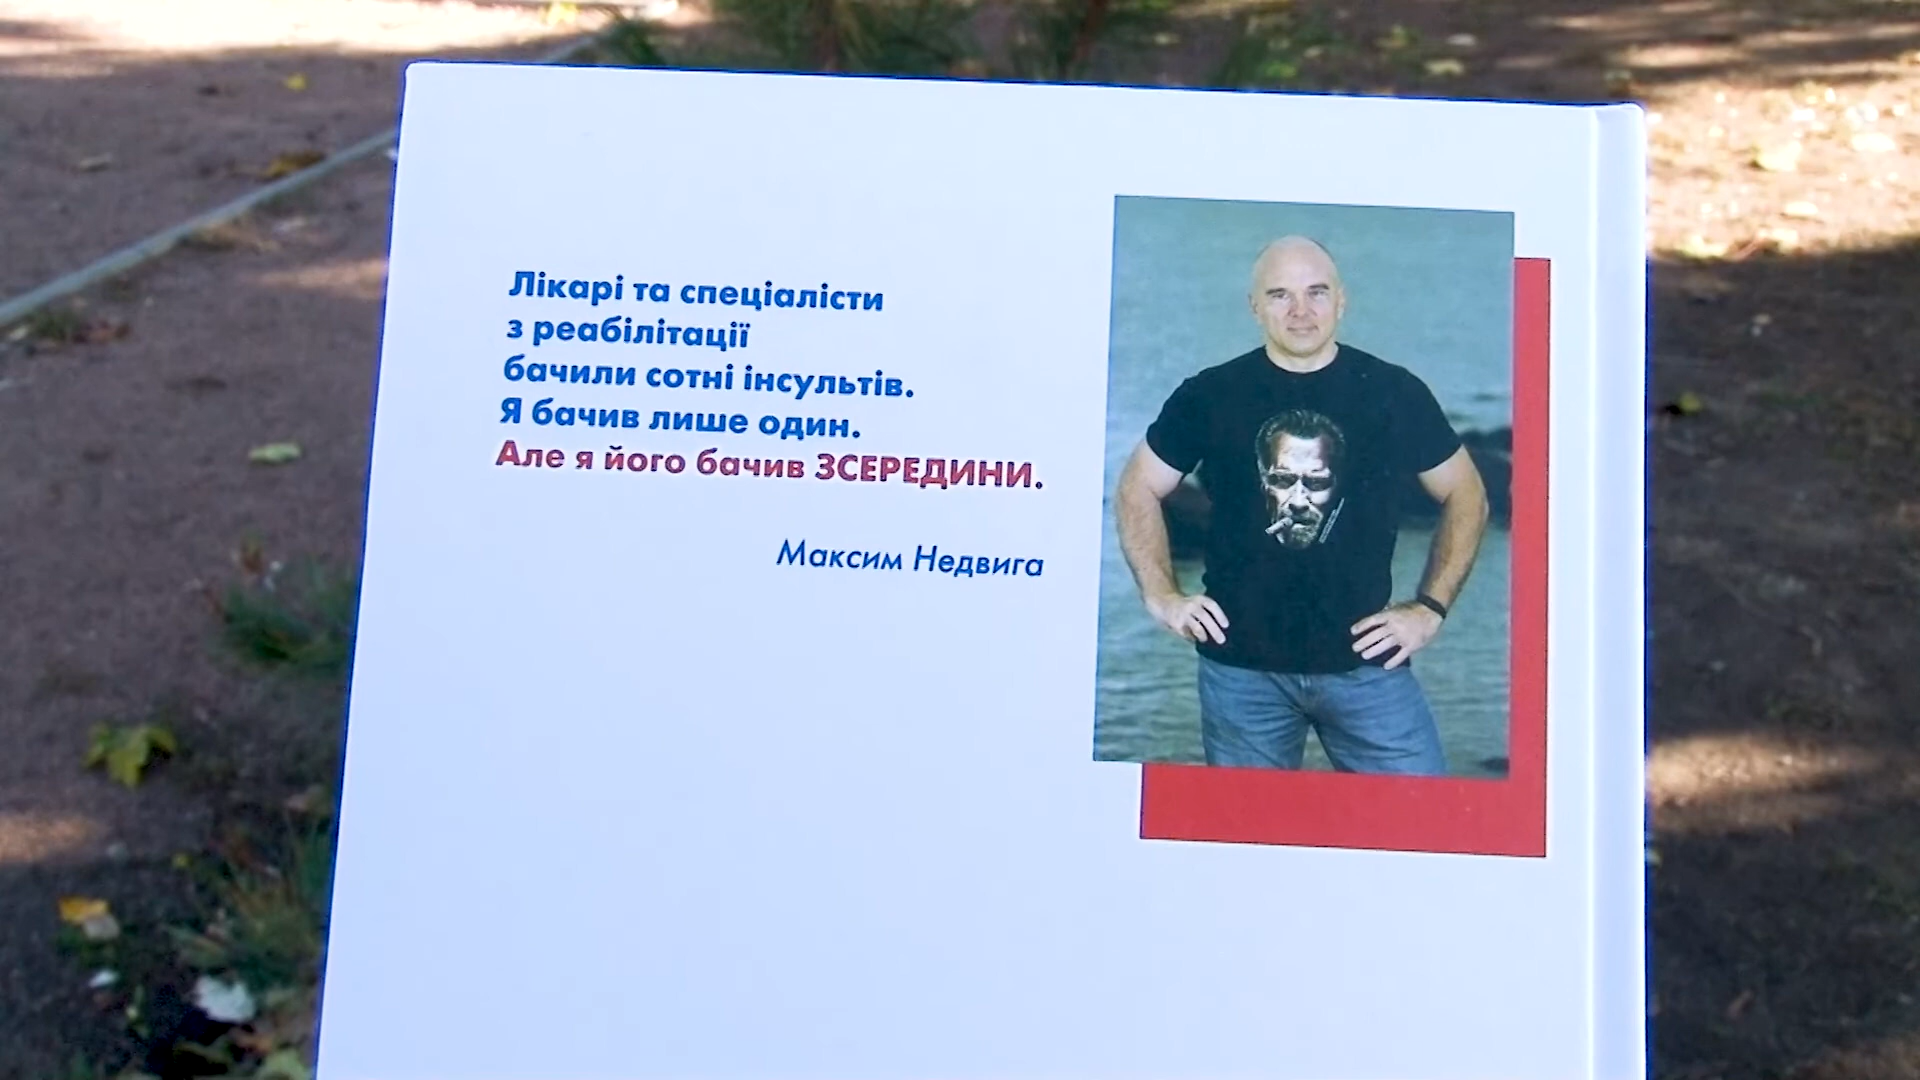 Лікарі та спеціалісти
з реабілітації
бачили сотні інсультів.
Я бачив лише один.
Але я його бачив ЗСЕРЕДИНИ.
Максим Недвига